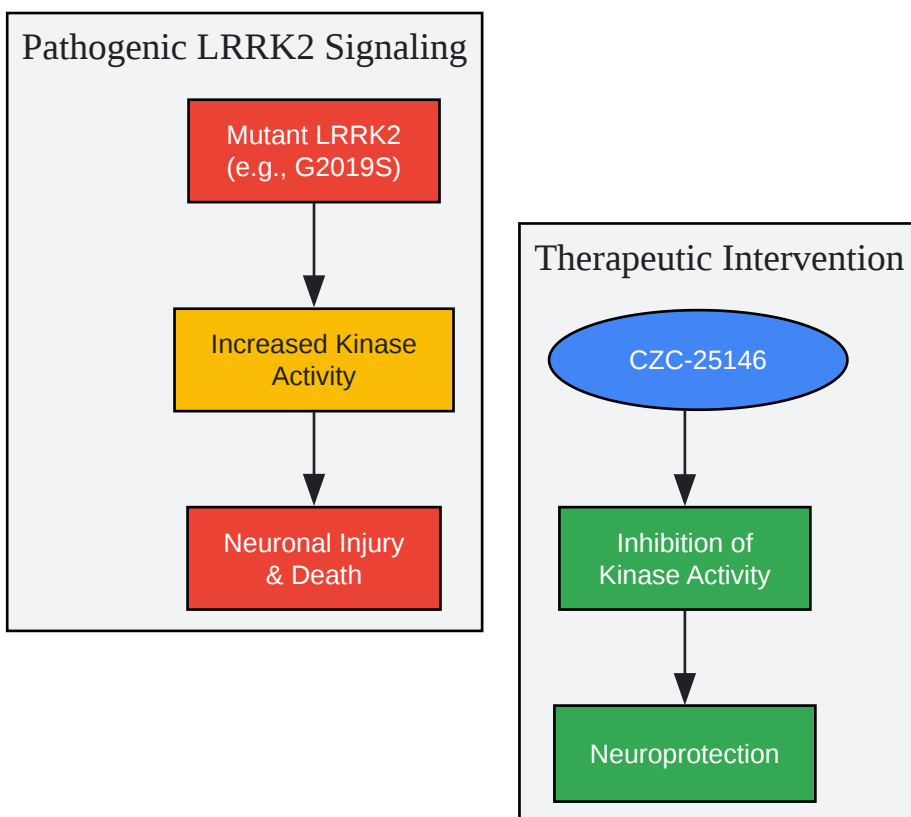 Pathogenic LRRK2 Signaling
Mutant LRRK2
(e.g., G2019S)
Increased Kinase
Activity
Neuronal Injury
& Death
Therapeutic Intervention
CZC-25146
Inhibition of
Kinase Activity
Neuroprotection